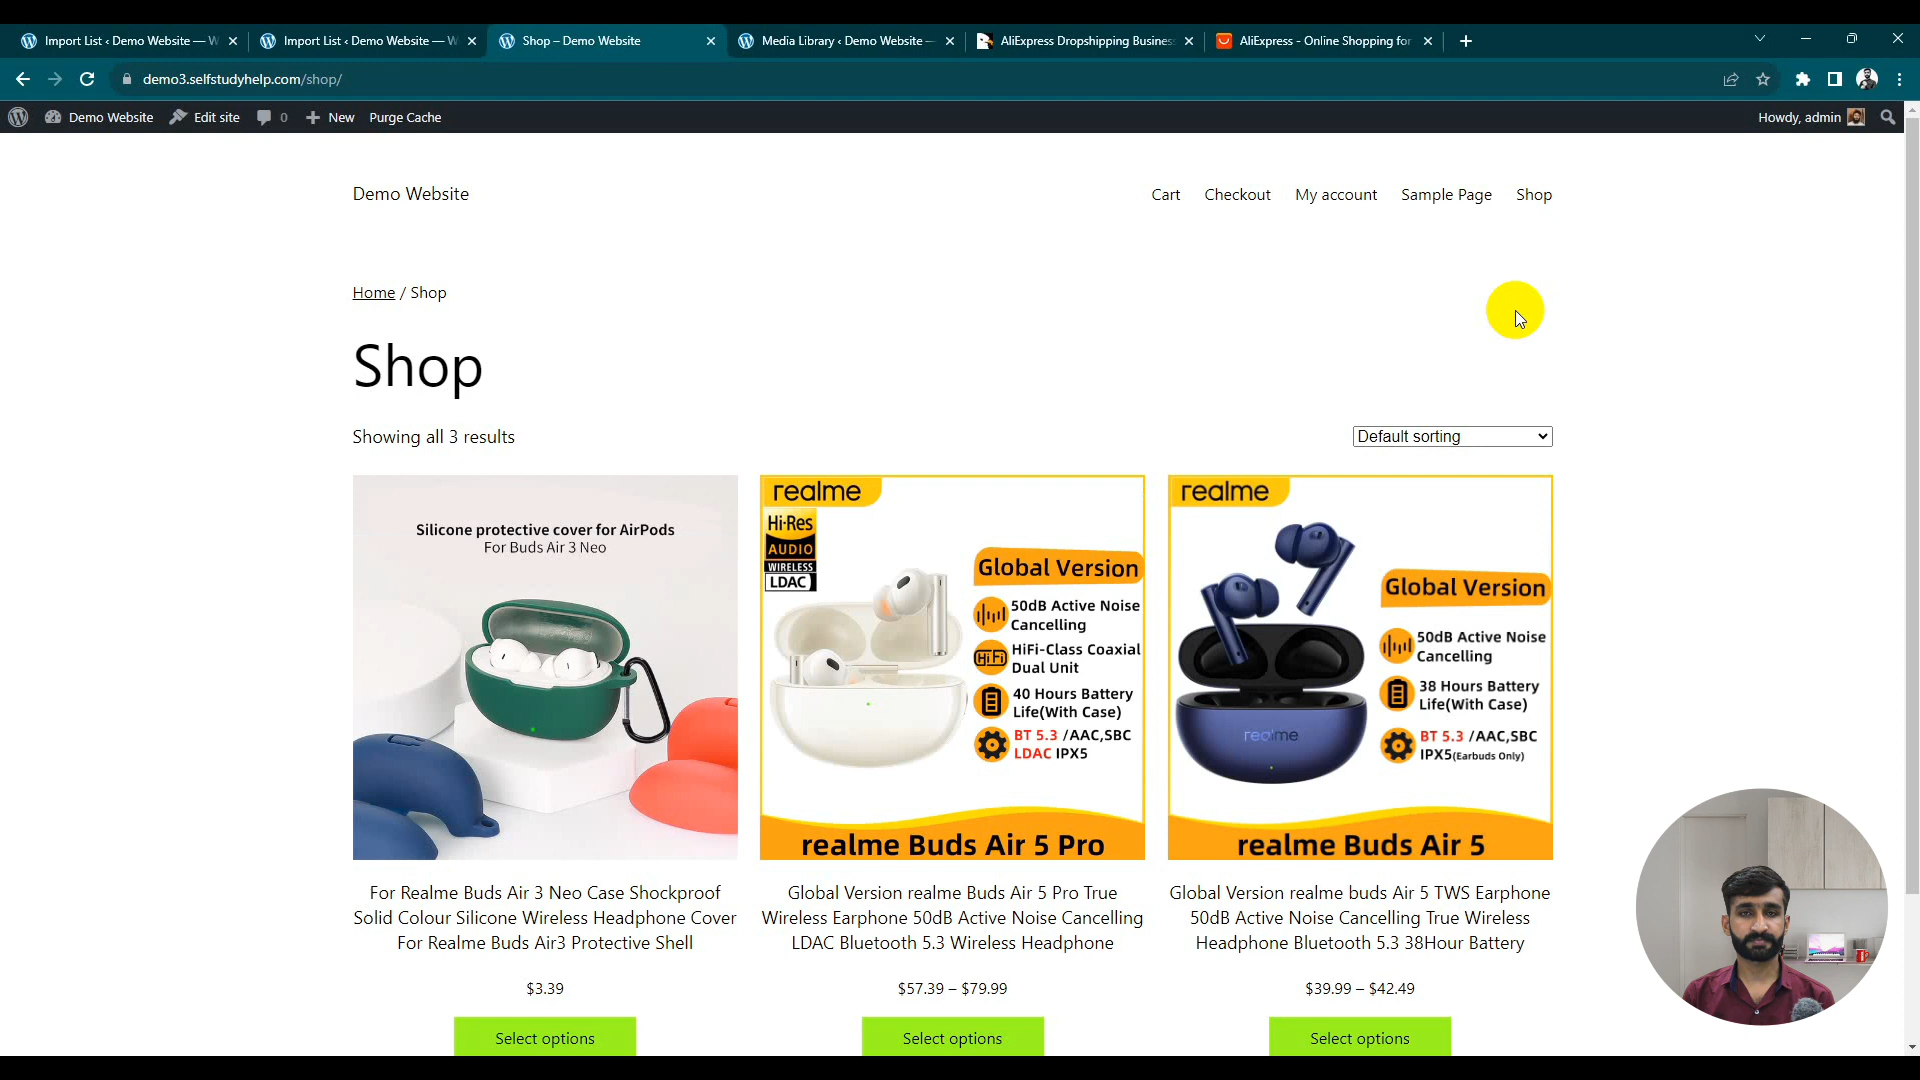 Import List ‹ Demo Website — W
Import List ‹ Demo Website — W
Shop – Demo Website
Media Library ‹ Demo Website —
AliExpress Dropshipping Business
AliExpress - Online Shopping for
demo3.selfstudyhelp.com/shop/
Demo Website
Edit site
0
New
Purge Cache
Howdy, admin
Demo Website
Cart
Checkout
My account
Sample Page
Shop
Home / Shop
Shop
Showing all 3 results
Default sorting
Silicone protective cover for AirPods
For Buds Air 3 Neo
realme
Hi-Res
AUDIO
WIRELESS
LDAC
Global Version
50dB Active Noise
Cancelling
HiFi
HiFi-Class Coaxial
Dual Unit
40 Hours Battery
Life(With Case)
BT 5.3 /AAC,SBC
LDAC IPX5
realme Buds Air 5 Pro
realme
Global Version
50dB Active Noise
Cancelling
38 Hours Battery
Life(With Case)
BT 5.3 /AAC,SBC
IPX5(Earbuds Only)
realme
realme Buds Air 5
For Realme Buds Air 3 Neo Case Shockproof
Solid Colour Silicone Wireless Headphone Cover
For Realme Buds Air3 Protective Shell
$3.39
Select options
Global Version realme Buds Air 5 Pro True
Wireless Earphone 50dB Active Noise Cancelling
LDAC Bluetooth 5.3 Wireless Headphone
$57.39 – $79.99
Select options
Global Version realme buds Air 5 TWS Earphone
50dB Active Noise Cancelling True Wireless
Headphone Bluetooth 5.3 38Hour Battery
$39.99 – $42.49
Select options